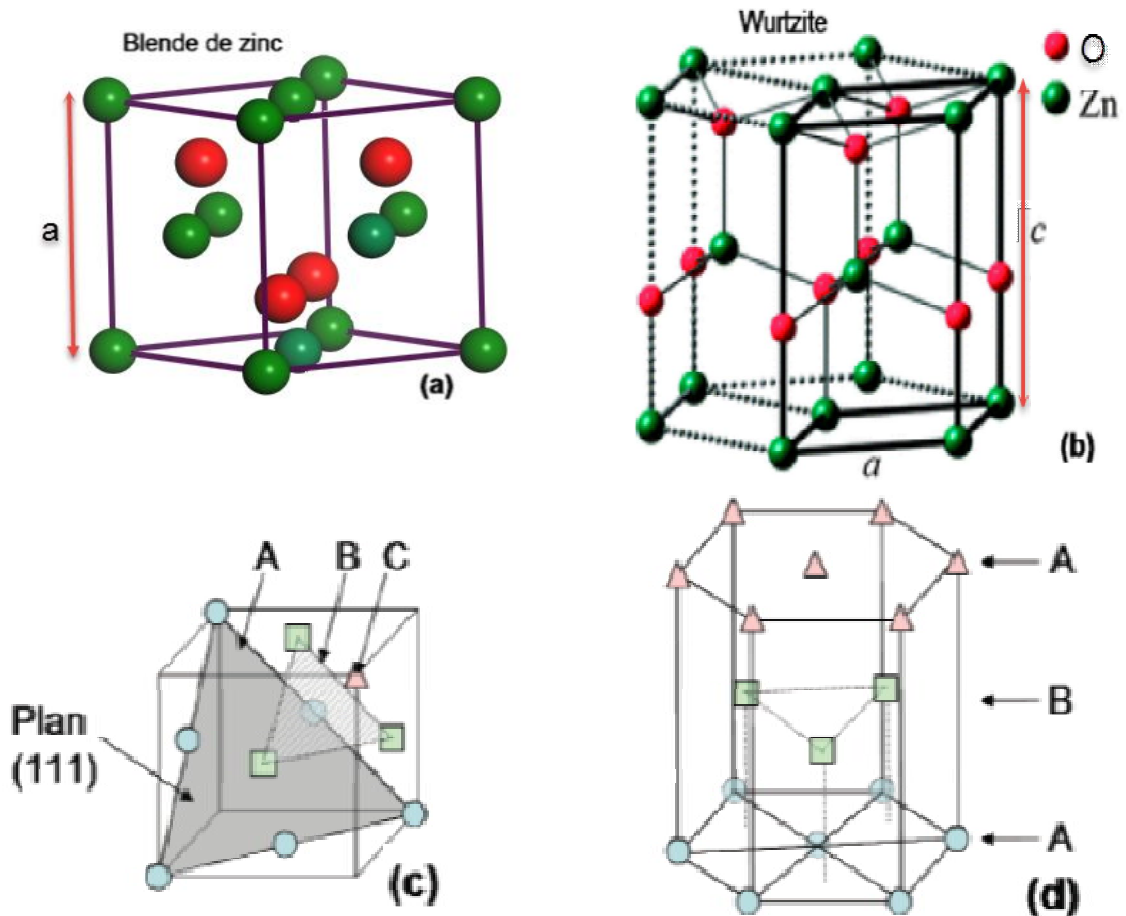 Blende de zinc
a
(a)
Wurtzite
O
Zn
c
a
(b)
A B C
Plan
(111)
(c)
A
B
A
(d)